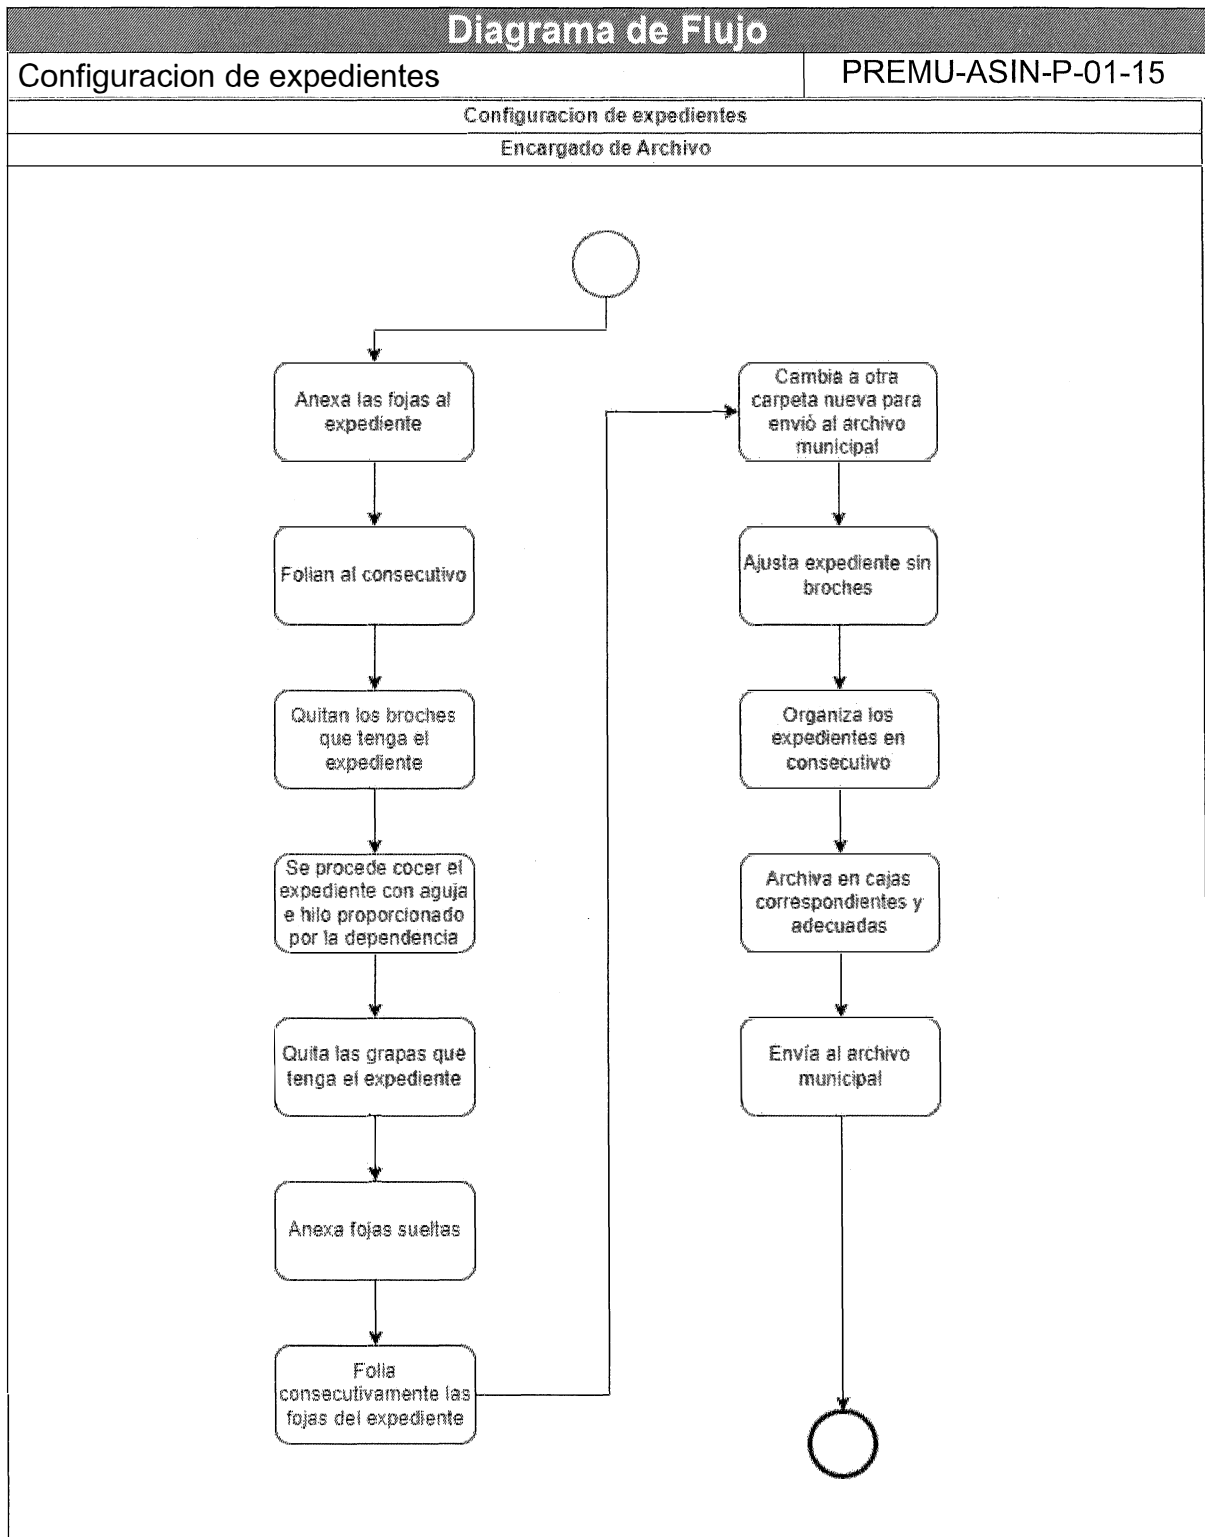 Diagrama de Flujo
Configuracion de expedientes
PREMU-ASIN-P-01-15
Configuracion de expedientes
Encargado de Archivo
Anexa las fojas al
expediente
Folian al consecutivo
Quitan los broches
que tenga el
expediente
Se procede cocer el
expediente con aguja
e hilo proporcionado
por la dependencia
Quita las grapas que
tenga el expediente
Anexa fojas sueltas
Folia
consecutivamente las
fojas del expediente
Cambia a otra
carpeta nueva para
envió al archivo
municipal
Ajusta expediente sin
broches
Organiza los
expedientes en
consecutivo
Archiva en cajas
correspondientes y
adecuadas
Envía al archivo
municipal